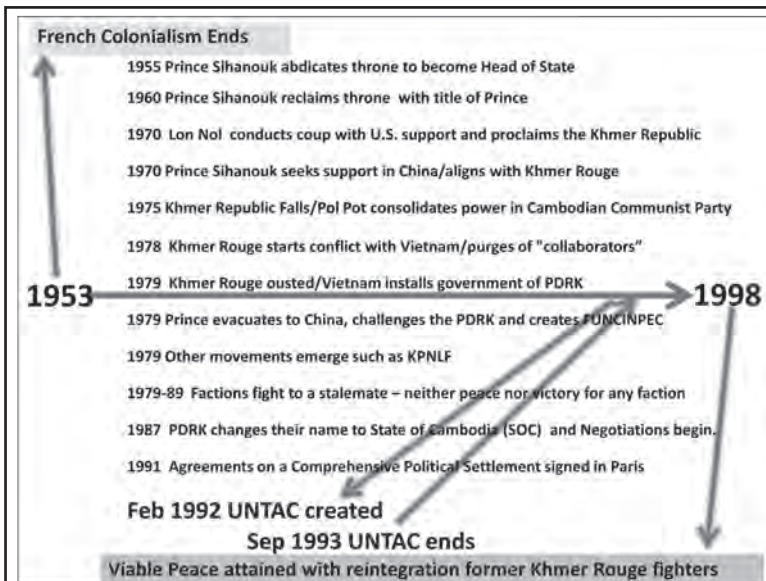 French Colonialism Ends
1955 Prince Sihanouk abdicates throne to become Head of State
1960 Prince Sihanouk reclaims throne with title of Prince
1970 Lon Nol conducts coup with U.S. support and proclaims the Khmer Republic
1970 Prince Sihanouk seeks support in China/aligns with Khmer Rouge
1975 Khmer Republic Falls/Pol Pot consolidates power in Cambodian Communist Party
1978 Khmer Rouge starts conflict with Vietnam/purges of "collaborators"
1979 Khmer Rouge ousted/Vietnam installs government of PDRK
1953
1998
1979 Prince evacuates to China, challenges the PDRK and creates FUNCINPEC
1979 Other movements emerge such as KPNLF
1979-89 Factions fight to a stalemate – neither peace nor victory for any faction
1987 PDRK changes their name to State of Cambodia (SOC) and Negotiations begin.
1991 Agreements on a Comprehensive Political Settlement signed in Paris
Feb 1992 UNTAC created
Sep 1993 UNTAC ends
Viable Peace attained with reintegration former Khmer Rouge fighters